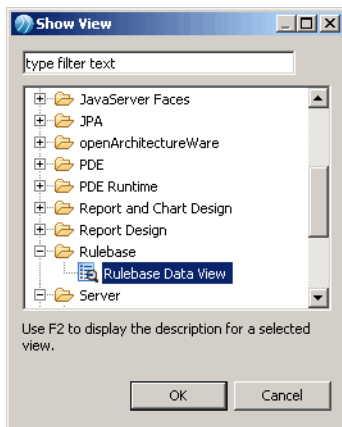 Show View
type filter text
JavaServer Faces
JPA
openArchitectureWare
PDE
PDE Runtime
Report and Chart Design
Report Design
Rulebase
Rulebase Data View
Server
Use F2 to display the description for a selected
view.
OK Cancel